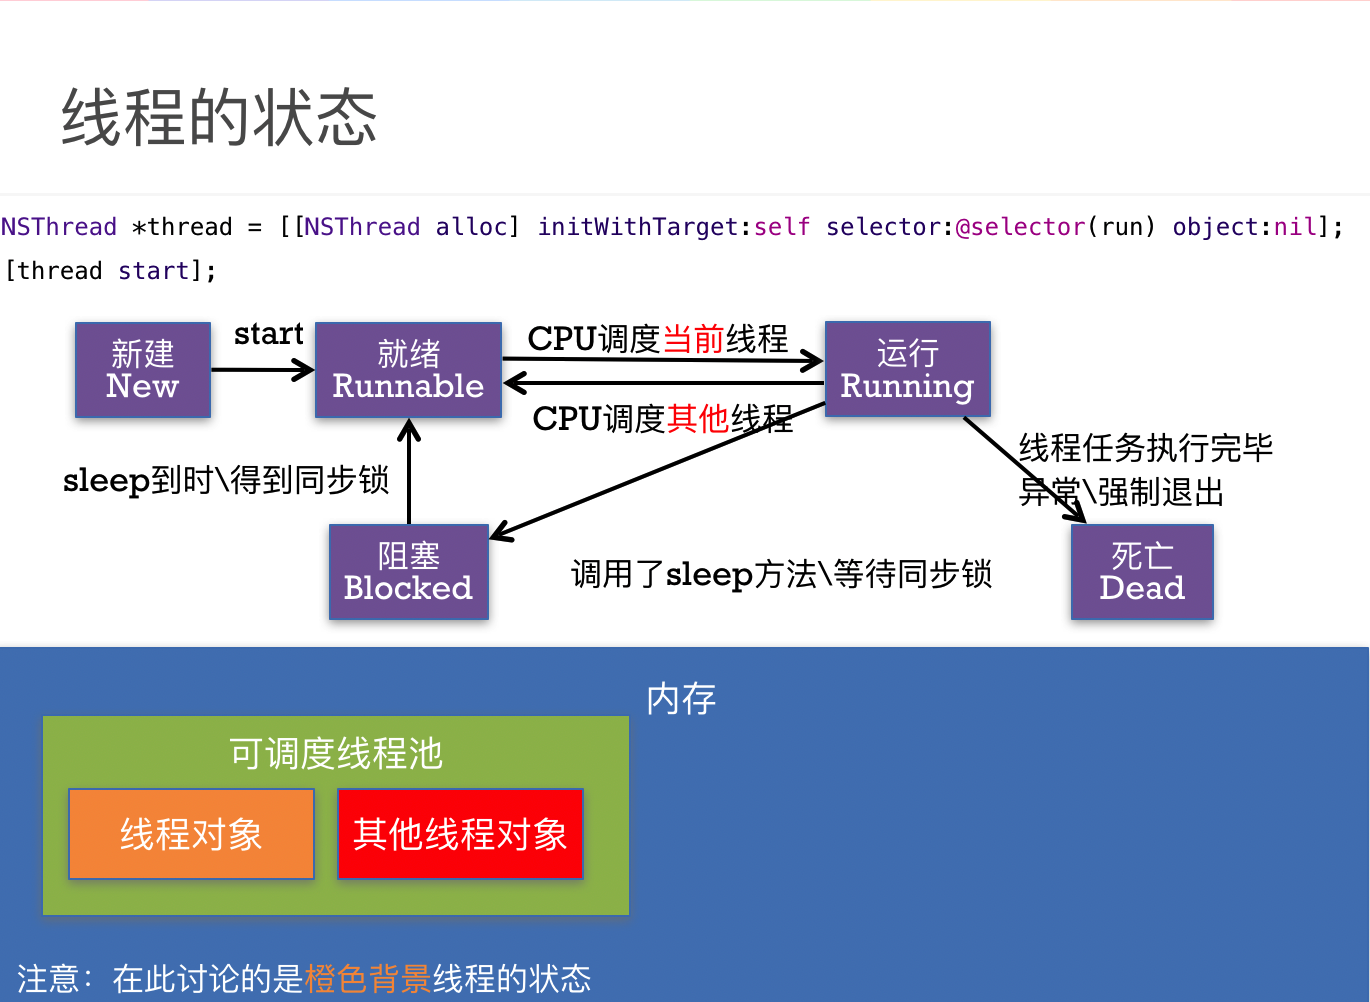 线程的状态
NSThread *thread = [[NSThread alloc] initWithTarget:self selector:@selector(run) object:nil];
[thread start];
新建
New
start
就绪
Runnable
CPU调度当前线程
CPU调度其他线程
运行
Running
sleep到时\得到同步锁
线程任务执行完毕
异常\强制退出
阻塞
Blocked
调用了sleep方法\等待同步锁
死亡
Dead
内存
可调度线程池
线程对象
其他线程对象
注意：在此讨论的是橙色背景线程的状态